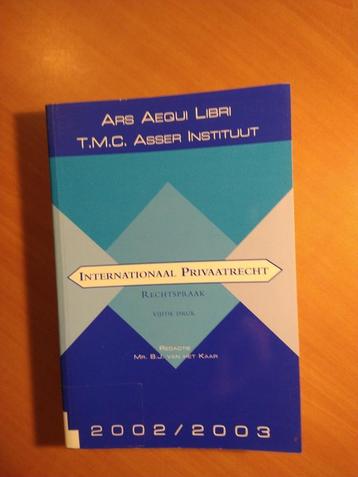 ARS AEQUI LIBRI
T.M.C. ASSER INSTITUUT
INTERNATIONAAL PRIVAATRECHT
RECHTSPRAAK
VIJFDE DRUK
REDACTIE
MR. B.J. VAN HET KAAR
2002/2003